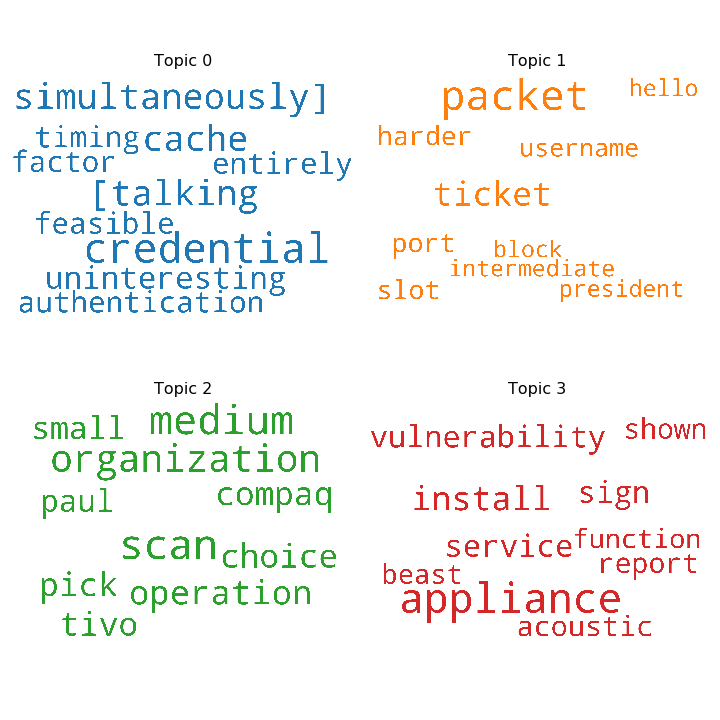 Topic 0
simultaneously]
timing cache
factor entirely
[talking
feasible
credential
uninteresting
authentication
Topic 1
packet hello
harder username
ticket
port block
intermediate
slot president
Topic 2
small medium
organization
paul compaq
scan choice
pick operation
tivo
Topic 3
vulnerability shown
install sign
service function
beast report
appliance
acoustic